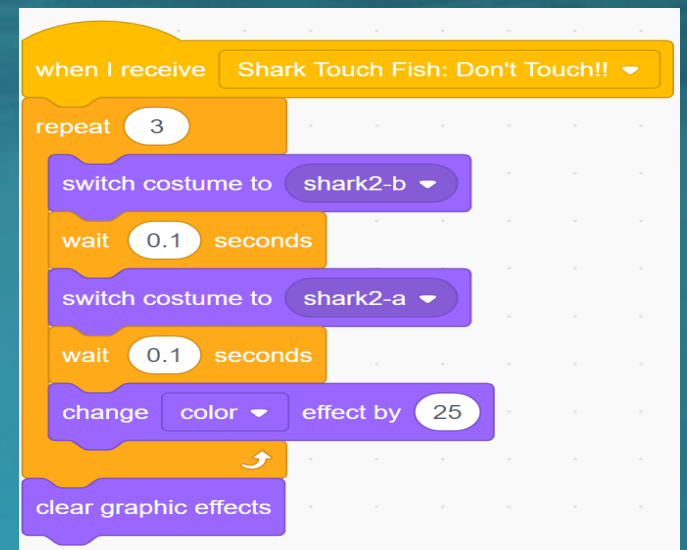 when I receive Shark Touch Fish: Don't Touch!!
repeat 3
switch costume to shark2-b
wait 0.1 seconds
switch costume to shark2-a
wait 0.1 seconds
change color effect by 25
clear graphic effects